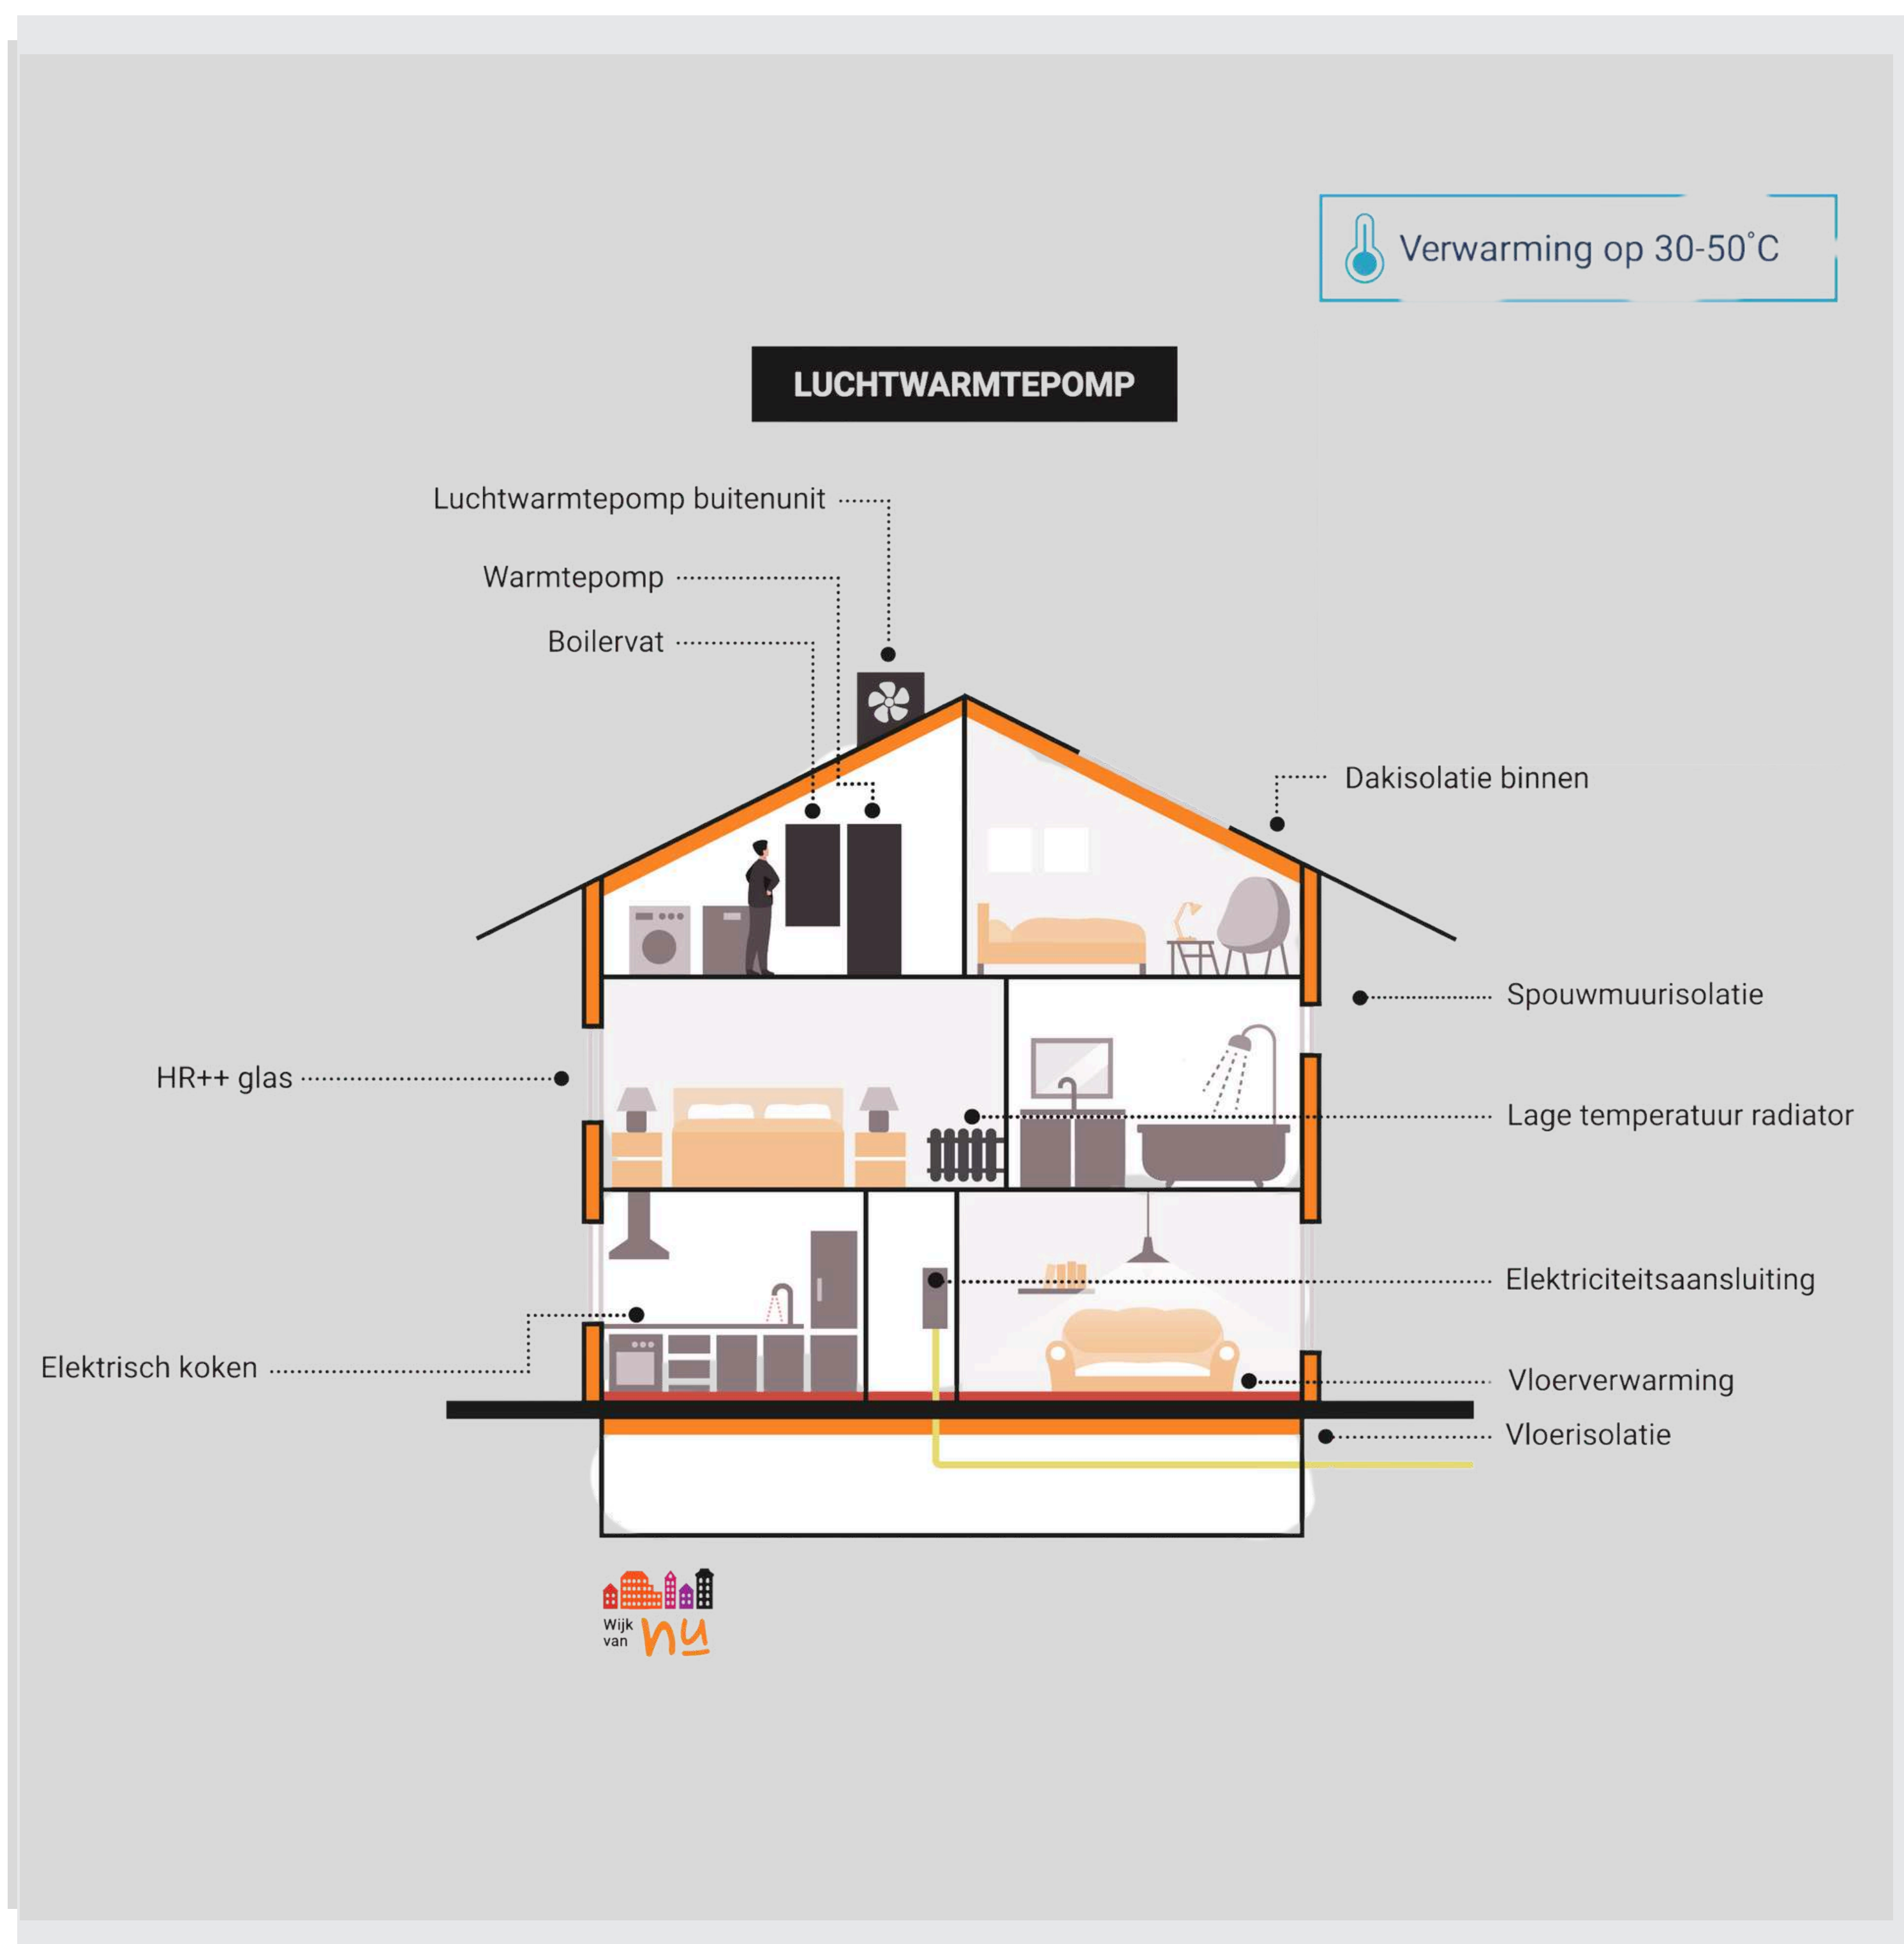 Verwarming op 30-50°C
LUCHTWARMTEPOMP
Luchtwarmtepomp buitenunit
Warmtepomp
Boilervat
Dakisolatie binnen
Spouwmuurisolatie
HR++ glas
Lage temperatuur radiator
Elektriciteitsaansluiting
Elektrisch koken
Vloerverwarming
Vloerisolatie
Wijk
van nu